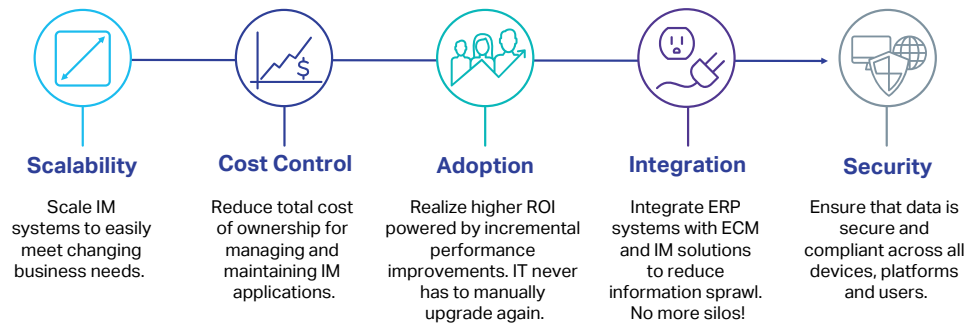 $
Scalability
Scale IM
systems to easily
meet changing
business needs.
Cost Control
Reduce total cost
of ownership for
managing and
maintaining IM
applications.
Adoption
Realize higher ROI
powered by incremental
performance
improvements. IT never
has to manually
upgrade again.
Integration
Integrate ERP
systems with ECM
and IM solutions
to reduce
information sprawl.
No more silos!
Security
Ensure that data is
secure and
compliant across all
devices, platforms
and users.